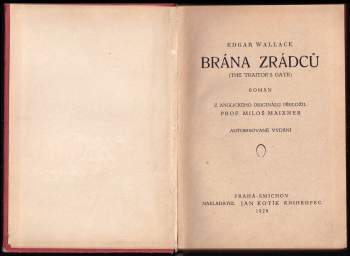 EDGAR WALLACE
BRÁNA ZRÁDCŮ
(THE TRAITOR'S GATE)
ROMÁN
Z ANGLICKÉHO ORIGINÁLU PŘELOŽIL
PROF. MILOŠ MAIXNER
AUTORISOVANÉ VYDÁNÍ
PRAHA-SMÍCHOV
NAKLADATEL JAN KOTÍK KNIHKUPEC
1928